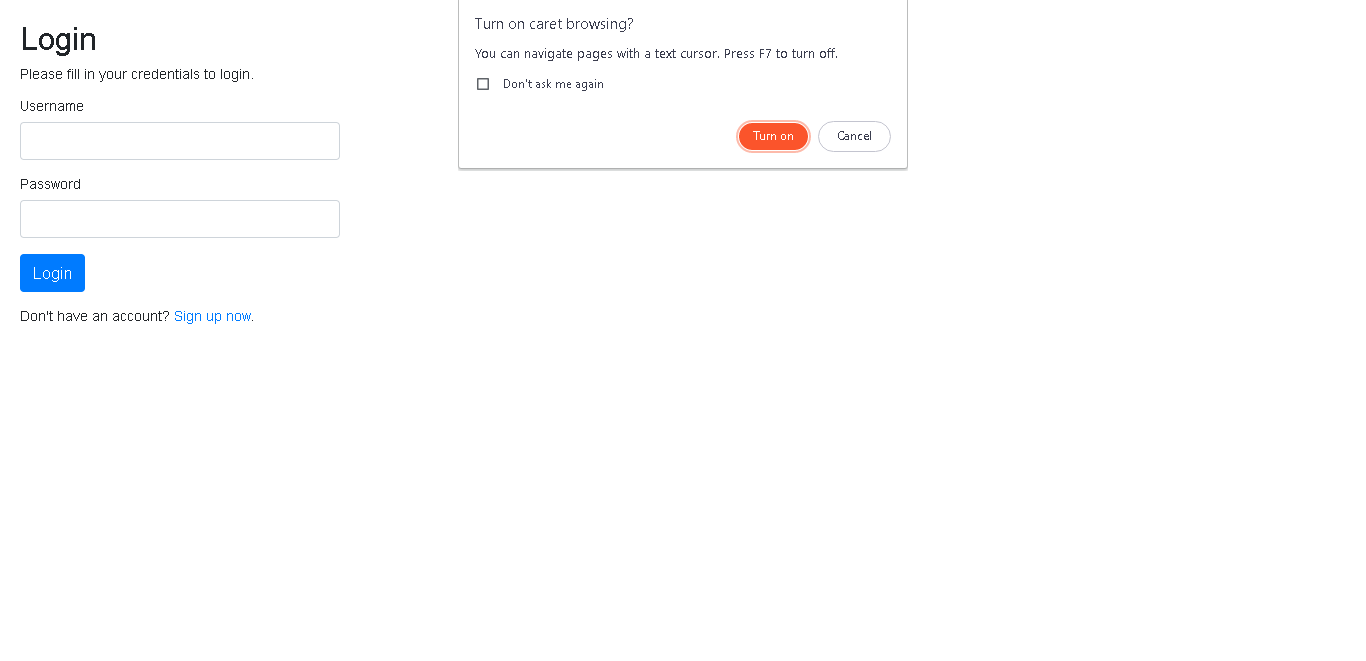 Login
Please fill in your credentials to login.
Username
Password
Login
Don't have an account? Sign up now.
Turn on caret browsing?
You can navigate pages with a text cursor. Press F7 to turn off.
Don't ask me again
Turn on
Cancel